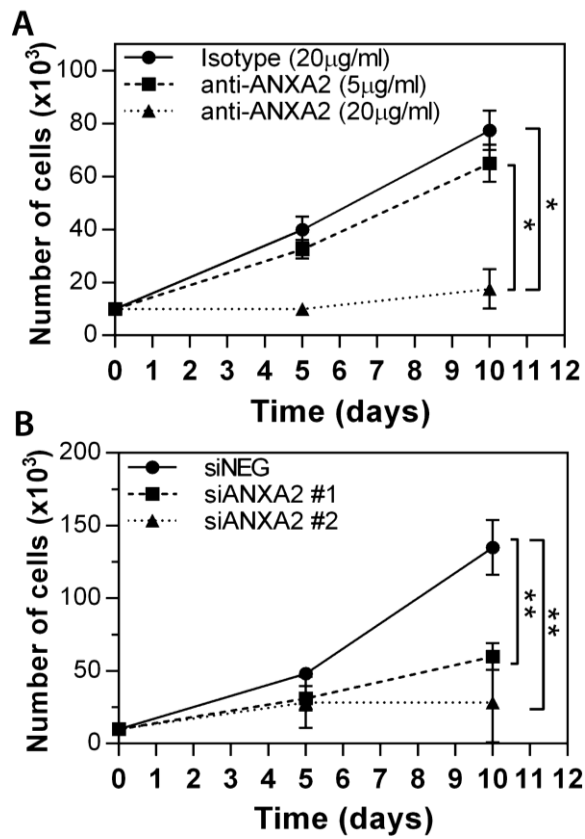 A
Isotype (20µg/ml)
anti-ANXA2 (5µg/ml)
anti-ANXA2 (20µg/ml)
Number of cells (x10³)
100
80
60
40
20
0
* *
0 1 2 3 4 5 6 7 8 9 10 11 12
Time (days)
B
siNEG
siANXA2 #1
siANXA2 #2
Number of cells (x10³)
200
150
100
50
0
** **
0 1 2 3 4 5 6 7 8 9 10 11 12
Time (days)